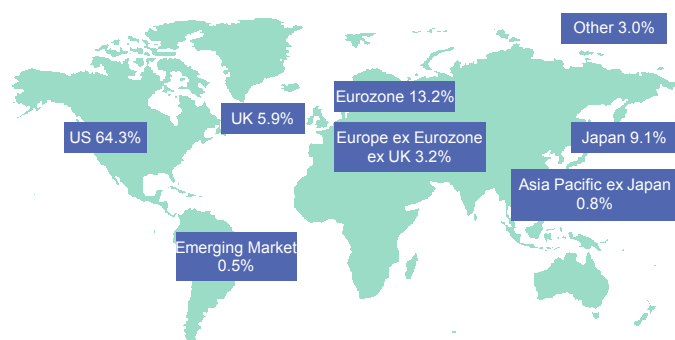 Other 3.0%
Eurozone 13.2%
UK 5.9%
US 64.3%
Europe ex Eurozone
ex UK 3.2%
Japan 9.1%
Asia Pacific ex Japan
0.8%
Emerging Market
0.5%